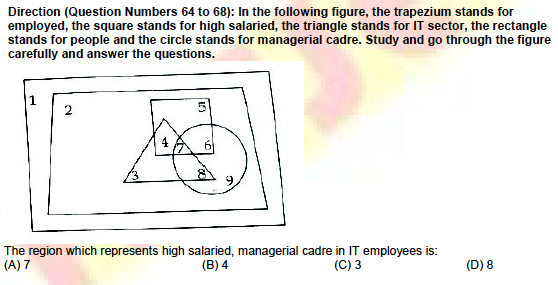 Direction (Question Numbers 64 to 68): In the following figure, the trapezium stands for
employed, the square stands for high salaried, the triangle stands for IT sector, the rectangle
stands for people and the circle stands for managerial cadre. Study and go through the figure
carefully and answer the questions.
1
2
5
4 7 6
3
8
9
The region which represents high salaried, managerial cadre in IT employees is:
(A) 7 (B) 4 (C) 3 (D) 8